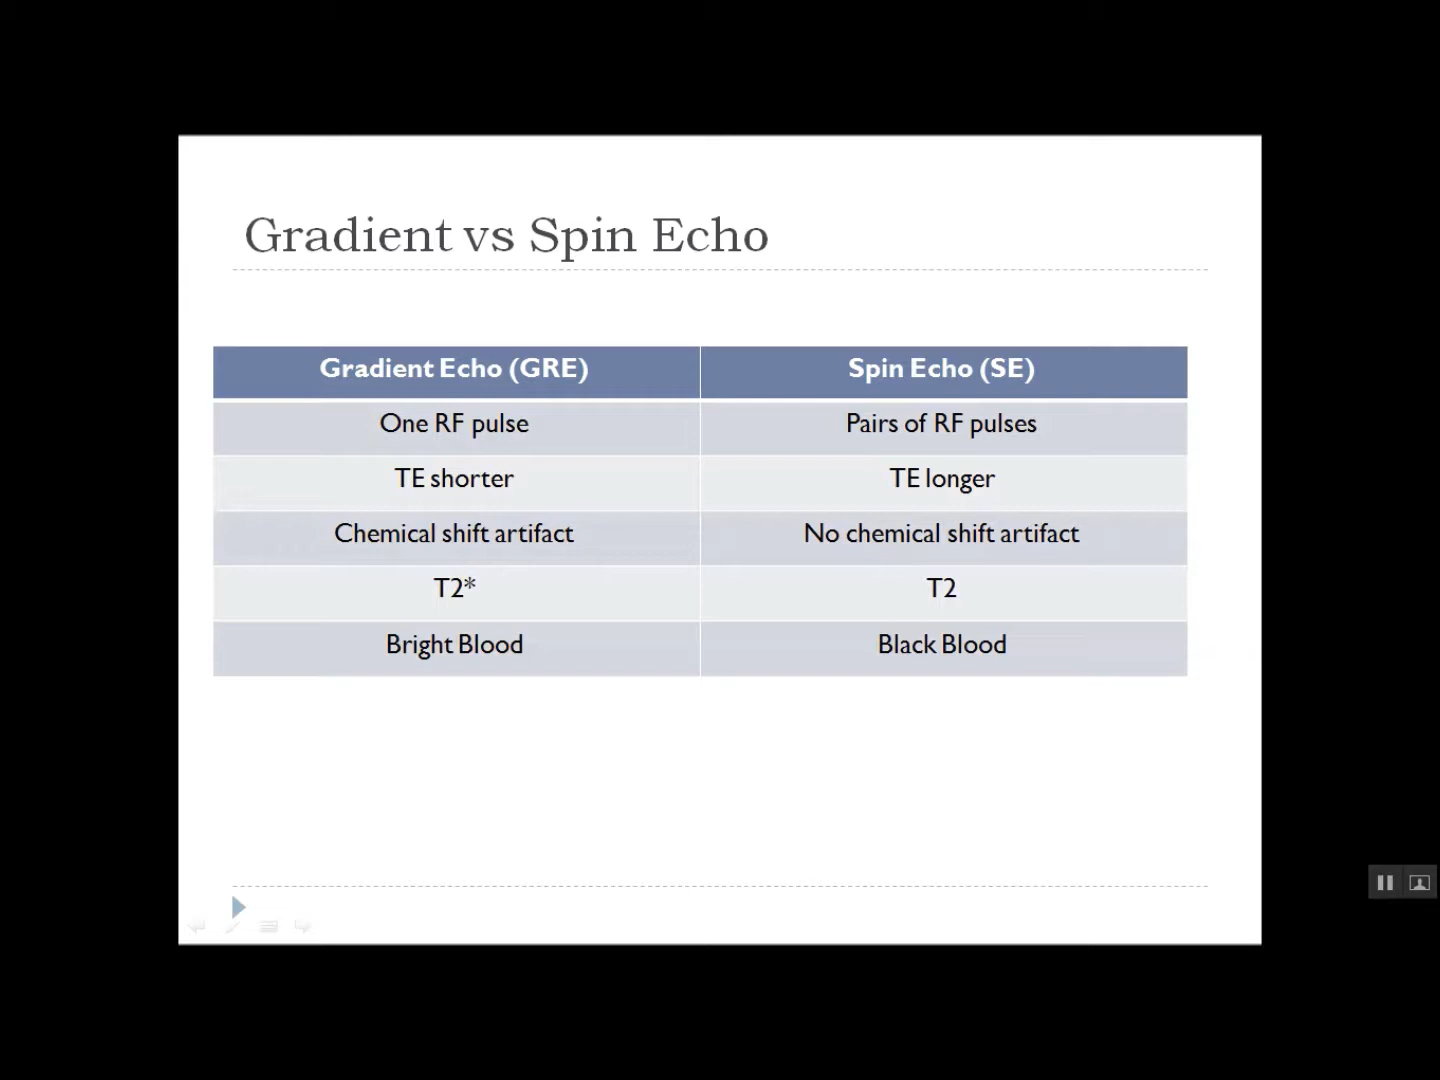 Gradient vs Spin Echo
Gradient Echo (GRE) Spin Echo (SE)
One RF pulse Pairs of RF pulses
TE shorter TE longer
Chemical shift artifact No chemical shift artifact
T2* T2
Bright Blood Black Blood